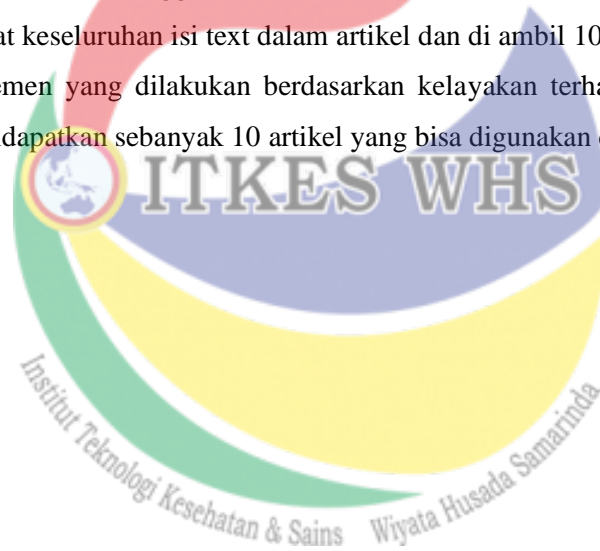 at keseluruhan isi text dalam artikel dan di ambil 10
emen yang dilakukan berdasarkan kelayakan terha
dapatkan sebanyak 10 artikel yang bisa digunakan
ITKES WHS
Institut Teknologi Kesehatan & Sains Wiyata Husada Samarinda